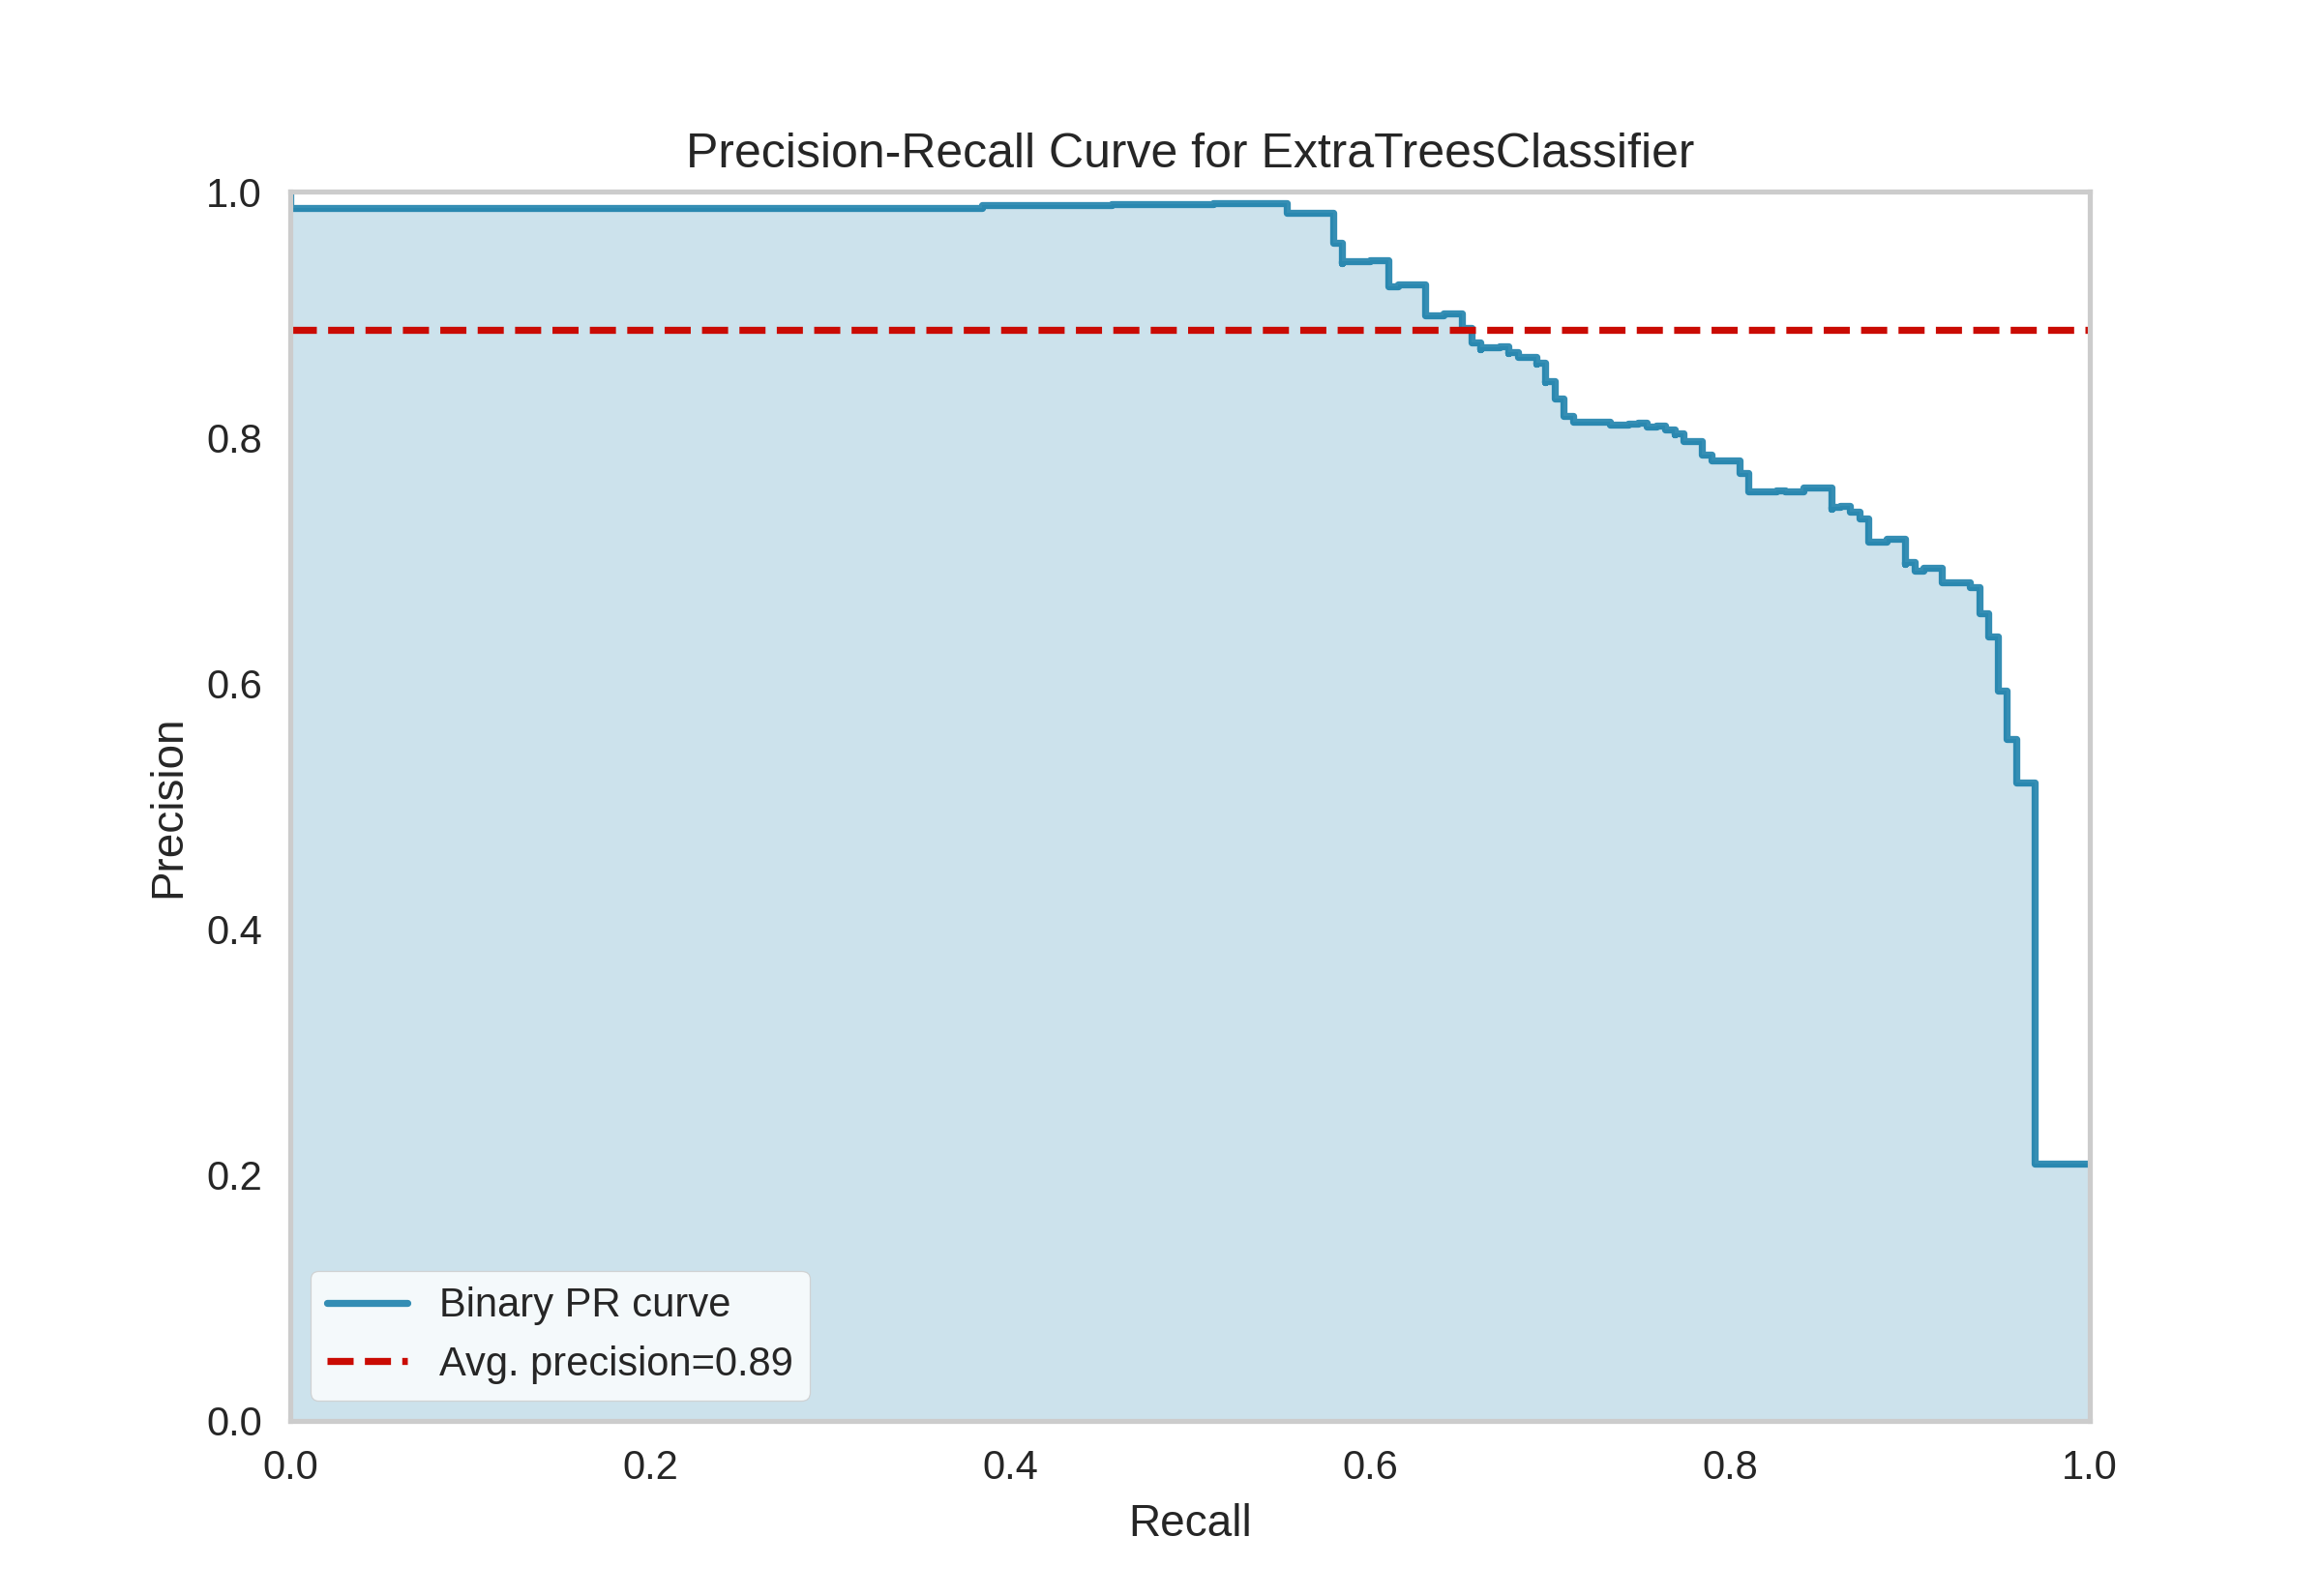 Precision-Recall Curve for ExtraTreesClassifier
1.0
0.8
0.6
0.4
0.2
0.0
Precision
Binary PR curve
Avg. precision=0.89
0.0 0.2 0.4 0.6 0.8 1.0
Recall